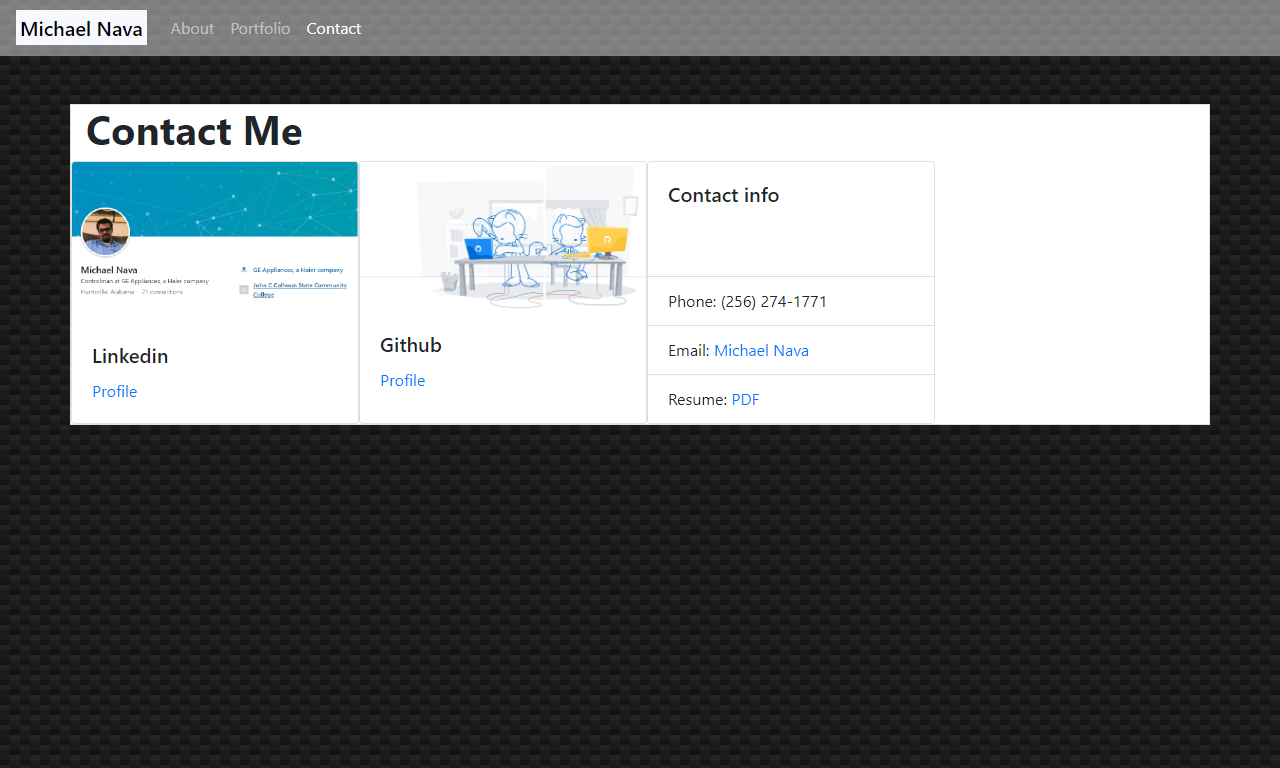 Michael Nava
About
Portfolio
Contact
Contact Me
Michael Nava
Controlman at GE Appliances, a Haier company
Huntsville, Alabama · 21 connections
GE Appliances, a Haier company
John C Calhoun State Community
College
Linkedin
Profile
Github
Profile
Contact info
Phone: (256) 274-1771
Email: Michael Nava
Resume: PDF